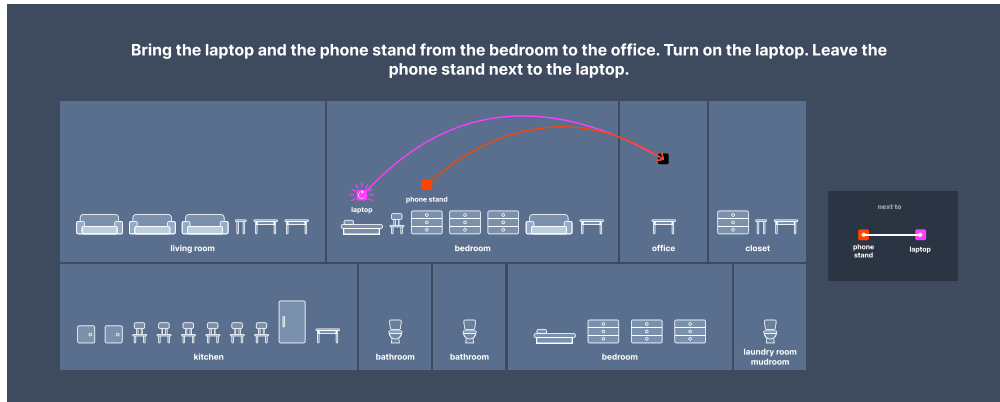 Bring the laptop and the phone stand from the bedroom to the office. Turn on the laptop. Leave the
phone stand next to the laptop.
laptop
phone stand
living room
bedroom
office
closet
next to
phone
stand
laptop
kitchen
bathroom
bathroom
bedroom
laundry room
mudroom